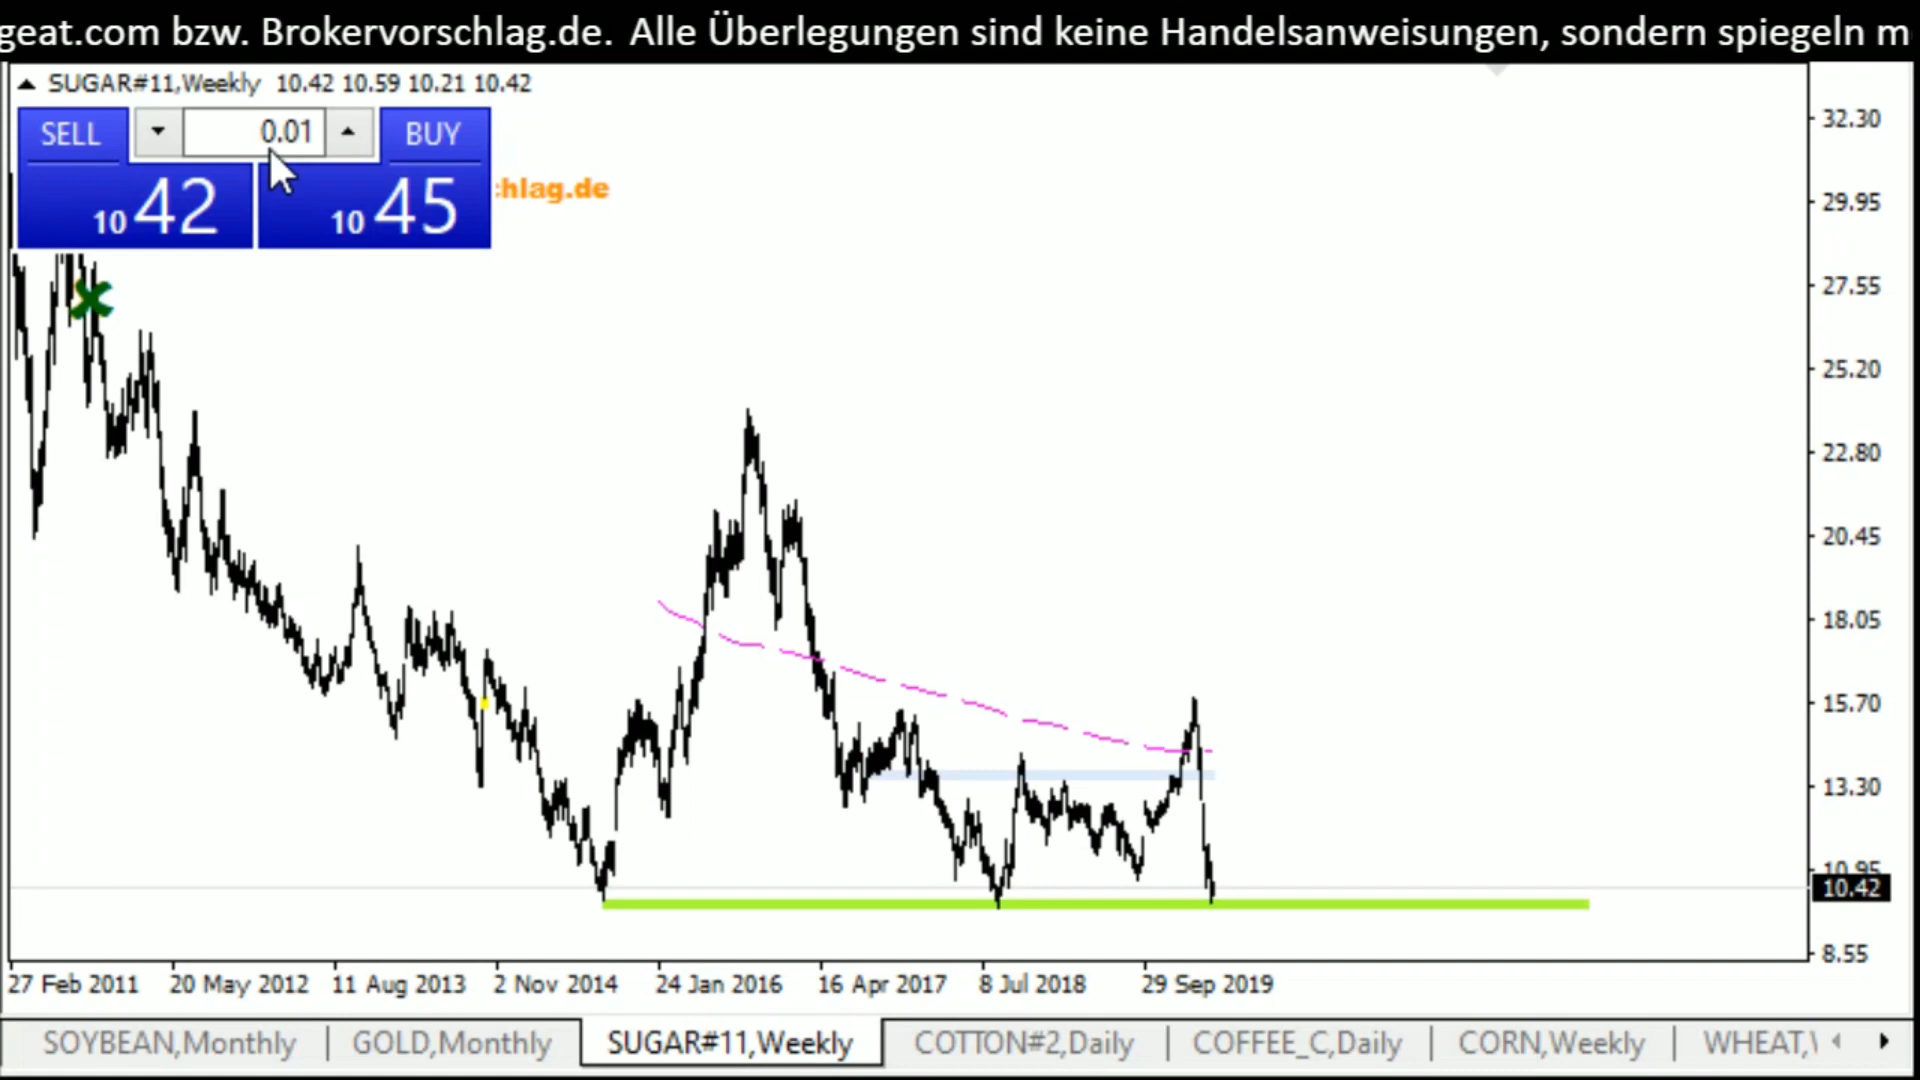 geat.com bzw. Brokervorschlag.de. Alle Überlegungen sind keine Handelsanweisungen, sondern spiegeln m
SUGAR#11,Weekly 10.42 10.59 10.21 10.42
SELL 0.01 BUY
10 42 10 45
hlag.de
32.30
29.95
27.55
25.20
22.80
20.45
18.05
15.70
13.30
10.95
10.42
8.55
27 Feb 2011 20 May 2012 11 Aug 2013 2 Nov 2014 24 Jan 2016 16 Apr 2017 8 Jul 2018 29 Sep 2019
SOYBEAN,Monthly GOLD,Monthly SUGAR#11,Weekly COTTON#2,Daily COFFEE_C,Daily CORN,Weekly WHEAT,